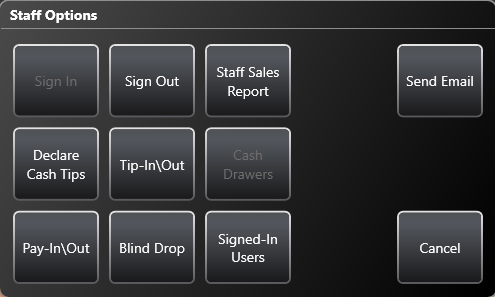 Staff Options
Sign In
Sign Out
Staff Sales
Report
Send Email
Declare
Cash Tips
Tip-In\Out
Cash
Drawers
Pay-In\Out
Blind Drop
Signed-In
Users
Cancel